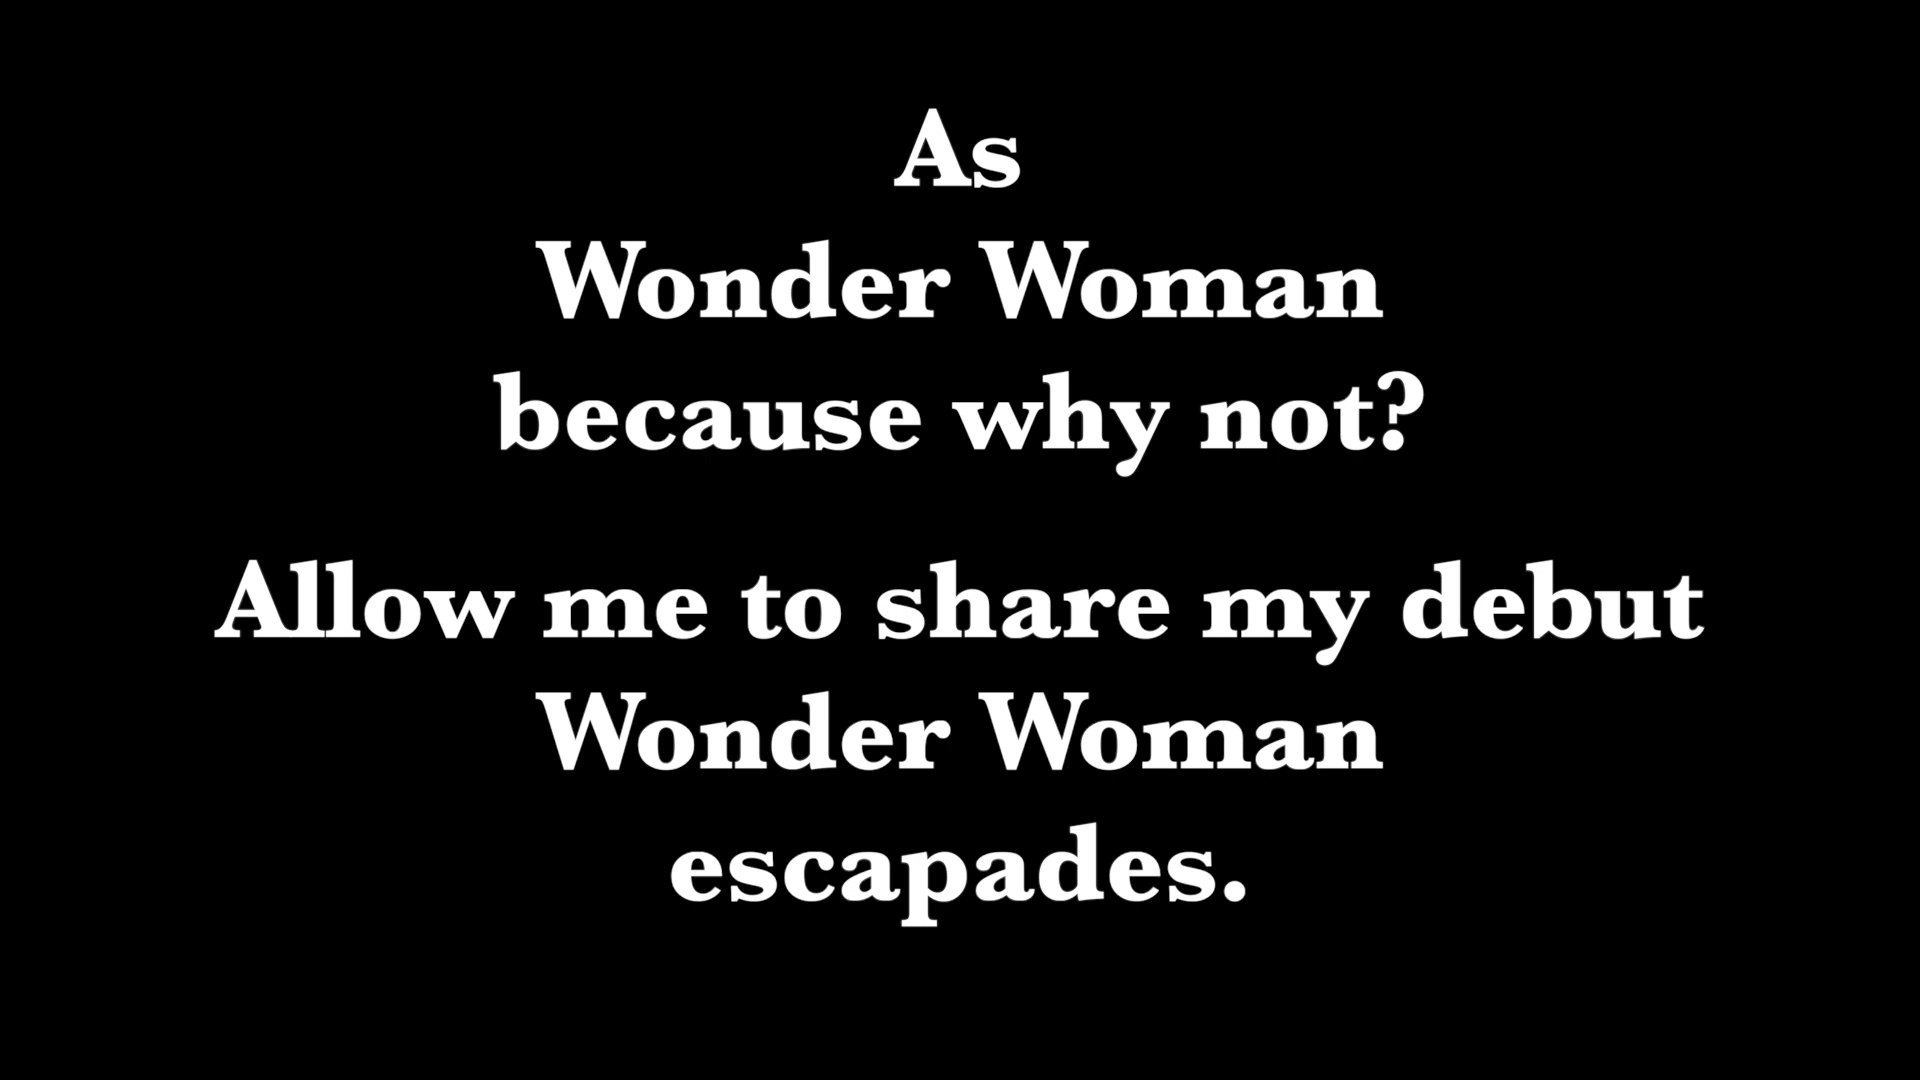 As
Wonder Woman
because why not?
Allow me to share my debut
Wonder Woman
escapades.